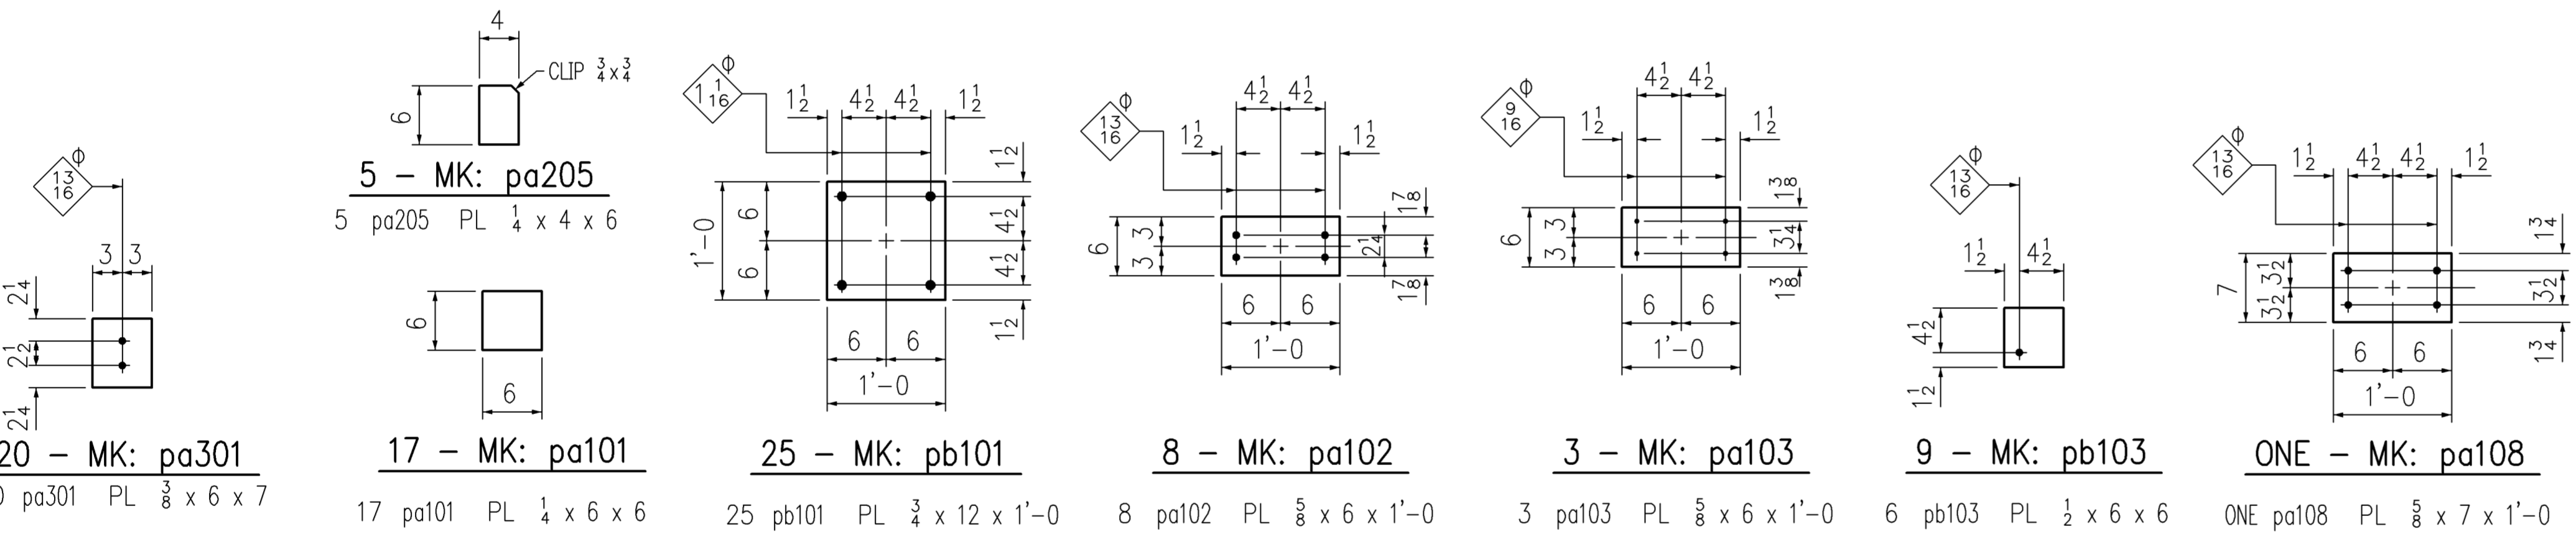 13/16 φ
3 3
2 1/4
2 1/2
2 1/4
20 – MK: pa301
pa301 PL 3/8 x 6 x 7
4
CLIP 3/4 x 3/4
6
5 – MK: pa205
5 pa205 PL 1/4 x 4 x 6
6
6
17 – MK: pa101
17 pa101 PL 1/4 x 6 x 6
1 1/16 φ
1 1/2 4 1/2 4 1/2 1 1/2
1 1/2
4 1/2
4 1/2
1 1/2
1'-0
6
6
6 6
1'-0
25 – MK: pb101
25 pb101 PL 3/4 x 12 x 1'-0
13/16 φ
4 1/2 4 1/2
1 1/2 1 1/2
1 7/8
2 1/4
1 7/8
6
3
3
6 6
1'-0
8 – MK: pa102
8 pa102 PL 5/8 x 6 x 1'-0
9/16 φ
4 1/2 4 1/2
1 1/2 1 1/2
1 3/8
3 1/4
1 3/8
6
3
3
6 6
1'-0
3 – MK: pa103
3 pa103 PL 5/8 x 6 x 1'-0
13/16 φ
1 1/2 4 1/2
4 1/2
1 1/2
9 – MK: pb103
6 pb103 PL 1/2 x 6 x 6
13/16 φ
1 1/2 4 1/2 4 1/2 1 1/2
1 3/4
3 1/2
1 3/4
7
3 1/2
3 1/2
6 6
1'-0
ONE – MK: pa108
ONE pa108 PL 5/8 x 7 x 1'-0